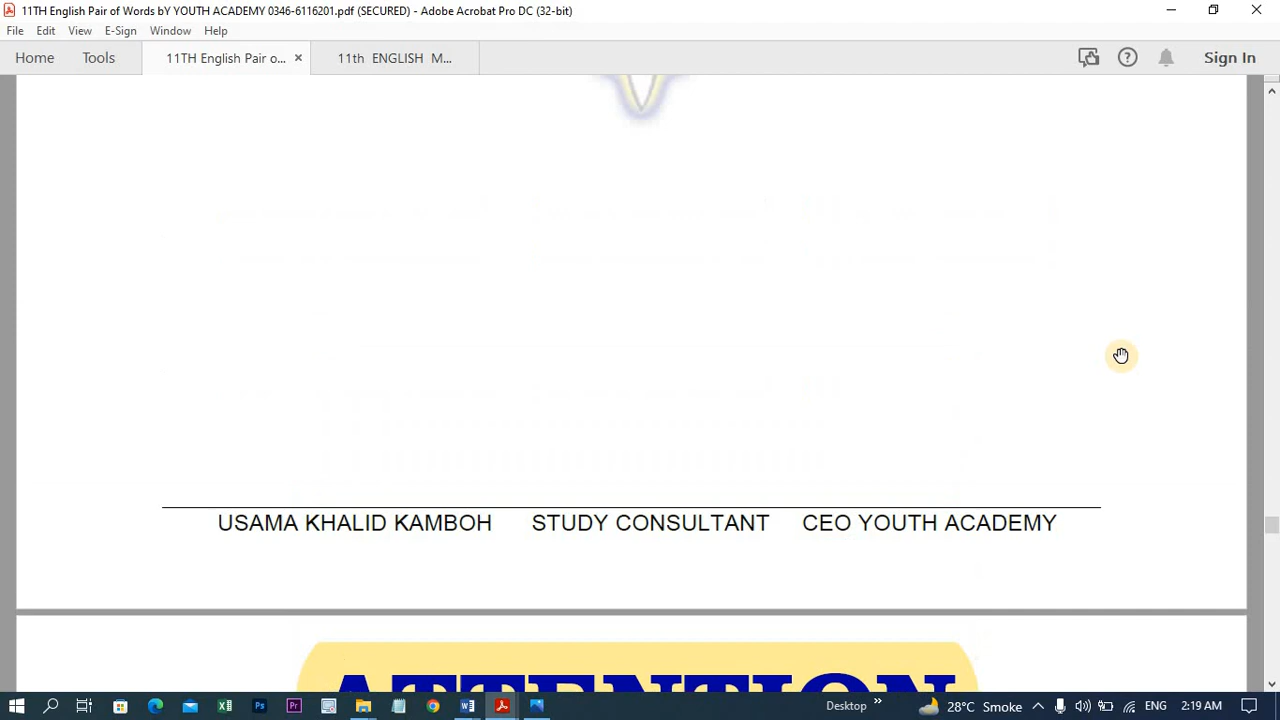 11TH English Pair of Words bY YOUTH ACADEMY 0346-6116201.pdf (SECURED) - Adobe Acrobat Pro DC (32-bit)
File Edit View E-Sign Window Help
Home Tools 11TH English Pair o... × 11th ENGLISH M... Sign In
USAMA KHALID KAMBOH STUDY CONSULTANT CEO YOUTH ACADEMY
ATTENTION
Desktop » 28°C Smoke ENG 2:19 AM